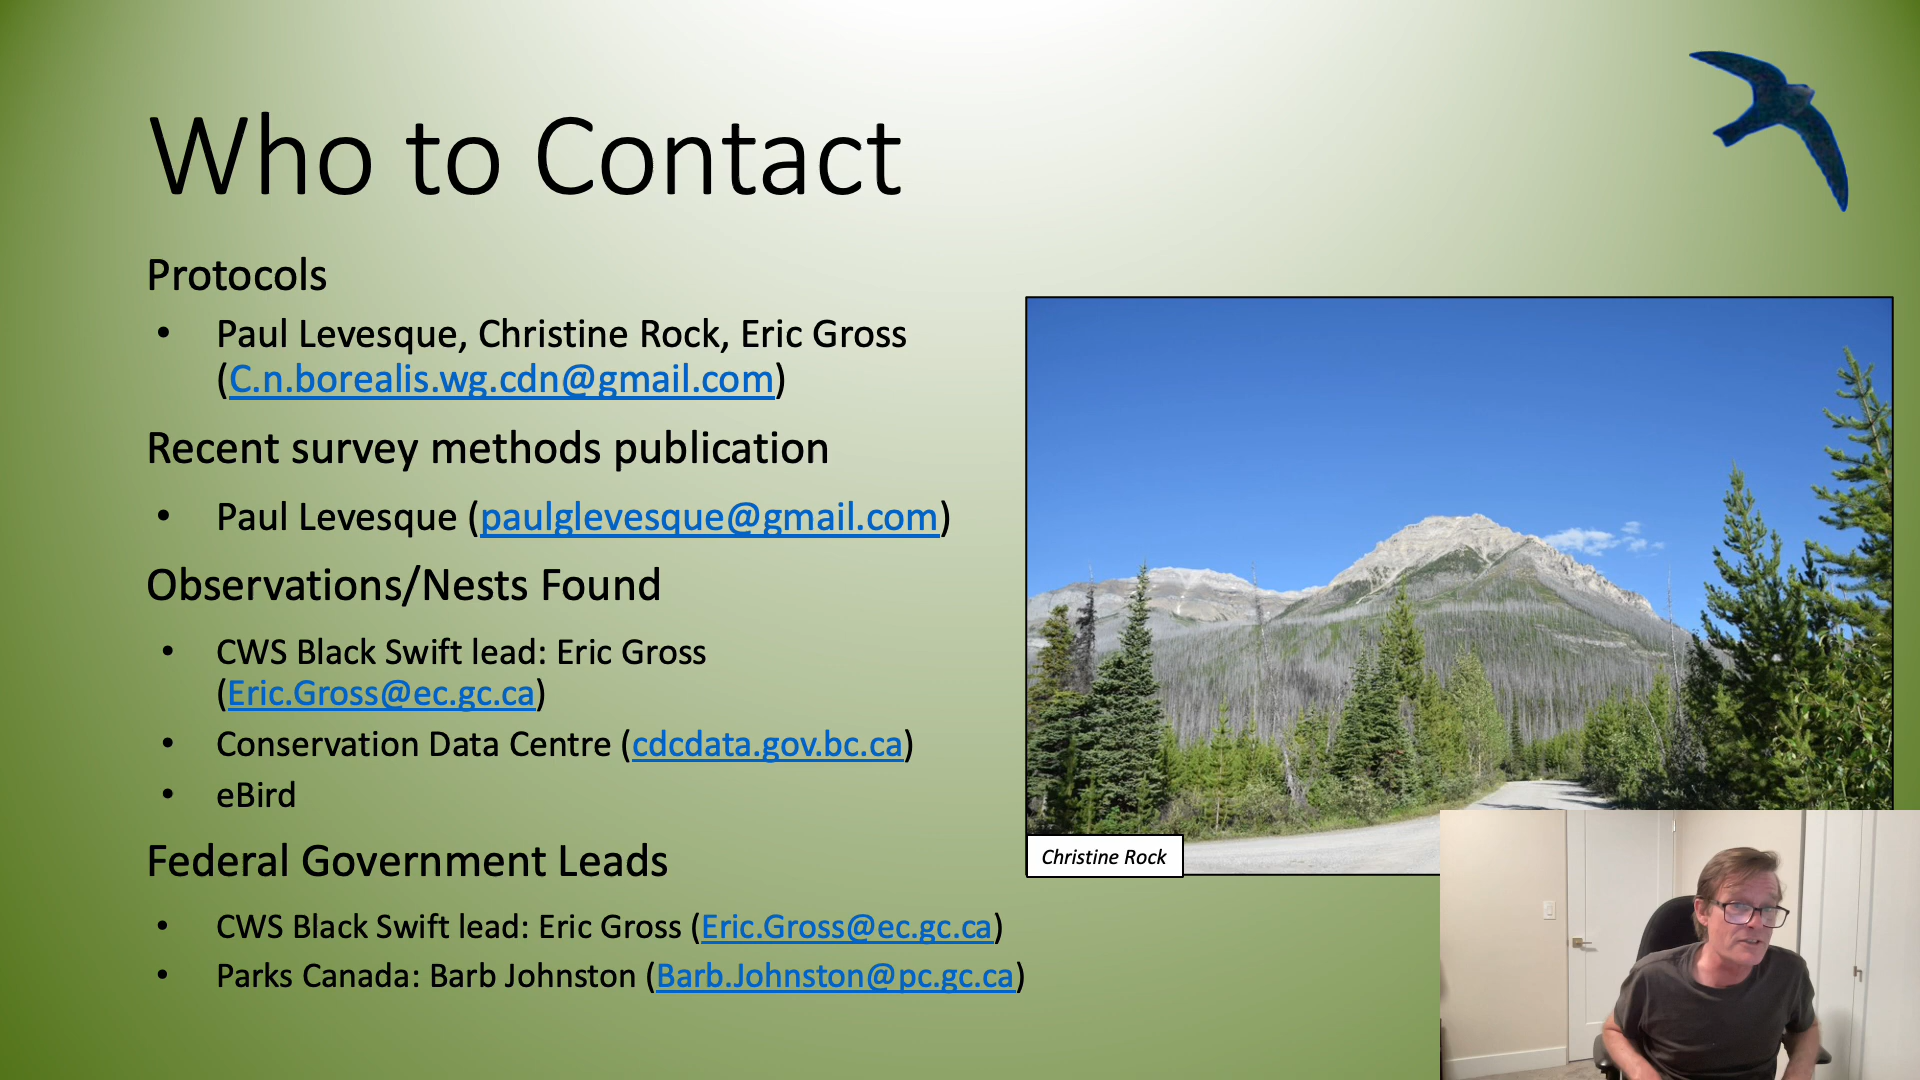 Who to Contact
Protocols
• Paul Levesque, Christine Rock, Eric Gross
(C.n.borealis.wg.cdn@gmail.com)
Recent survey methods publication
• Paul Levesque (paulglevesque@gmail.com)
Observations/Nests Found
• CWS Black Swift lead: Eric Gross
(Eric.Gross@ec.gc.ca)
• Conservation Data Centre (cdcdata.gov.bc.ca)
• eBird
Federal Government Leads
• CWS Black Swift lead: Eric Gross (Eric.Gross@ec.gc.ca)
• Parks Canada: Barb Johnston (Barb.Johnston@pc.gc.ca)
Christine Rock